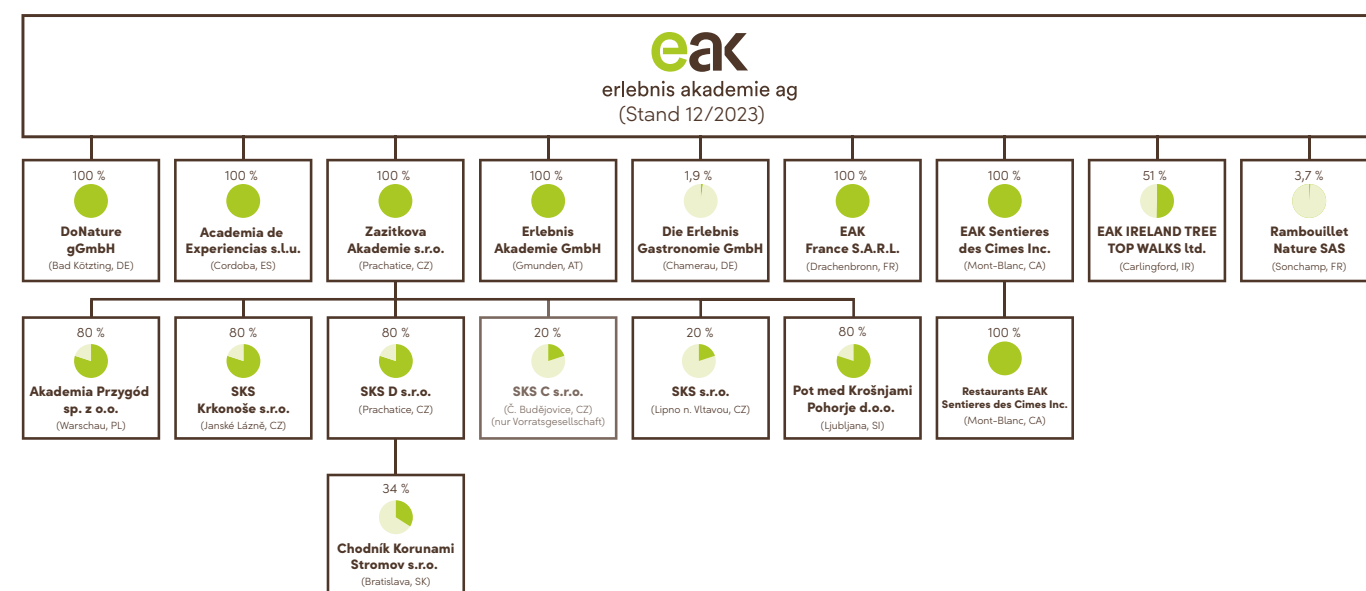 eak
erlebnis akademie ag
(Stand 12/2023)
100 %
DoNature
gGmbH
(Bad Kötzting, DE)
100 %
Academia de
Experiencias s.l.u.
(Cordoba, ES)
100 %
Zazitkova
Akademie s.r.o.
(Prachatice, CZ)
100 %
Erlebnis
Akademie GmbH
(Gmunden, AT)
1,9 %
Die Erlebnis
Gastronomie GmbH
(Chamerau, DE)
100 %
EAK
France S.A.R.L.
(Drachenbronn, FR)
100 %
EAK Sentieres
des Cimes Inc.
(Mont-Blanc, CA)
51 %
EAK IRELAND TREE
TOP WALKS ltd.
(Carlingford, IR)
3,7 %
Rambouillet
Nature SAS
(Sonchamp, FR)
80 %
Akademia Przygód
sp. z o.o.
(Warschau, PL)
80 %
SKS
Krkonoše s.r.o.
(Janské Lázně, CZ)
80 %
SKS D s.r.o.
(Prachatice, CZ)
20 %
SKS C s.r.o.
(Č. Budějovice, CZ)
(nur Vorratsgesellschaft)
20 %
SKS s.r.o.
(Lipno n. Vltavou, CZ)
80 %
Pot med Krošnjami
Pohorje d.o.o.
(Ljubljana, SI)
100 %
Restaurants EAK
Sentieres des Cimes Inc.
(Mont-Blanc, CA)
34 %
Chodník Korunami
Stromov s.r.o.
(Bratislava, SK)